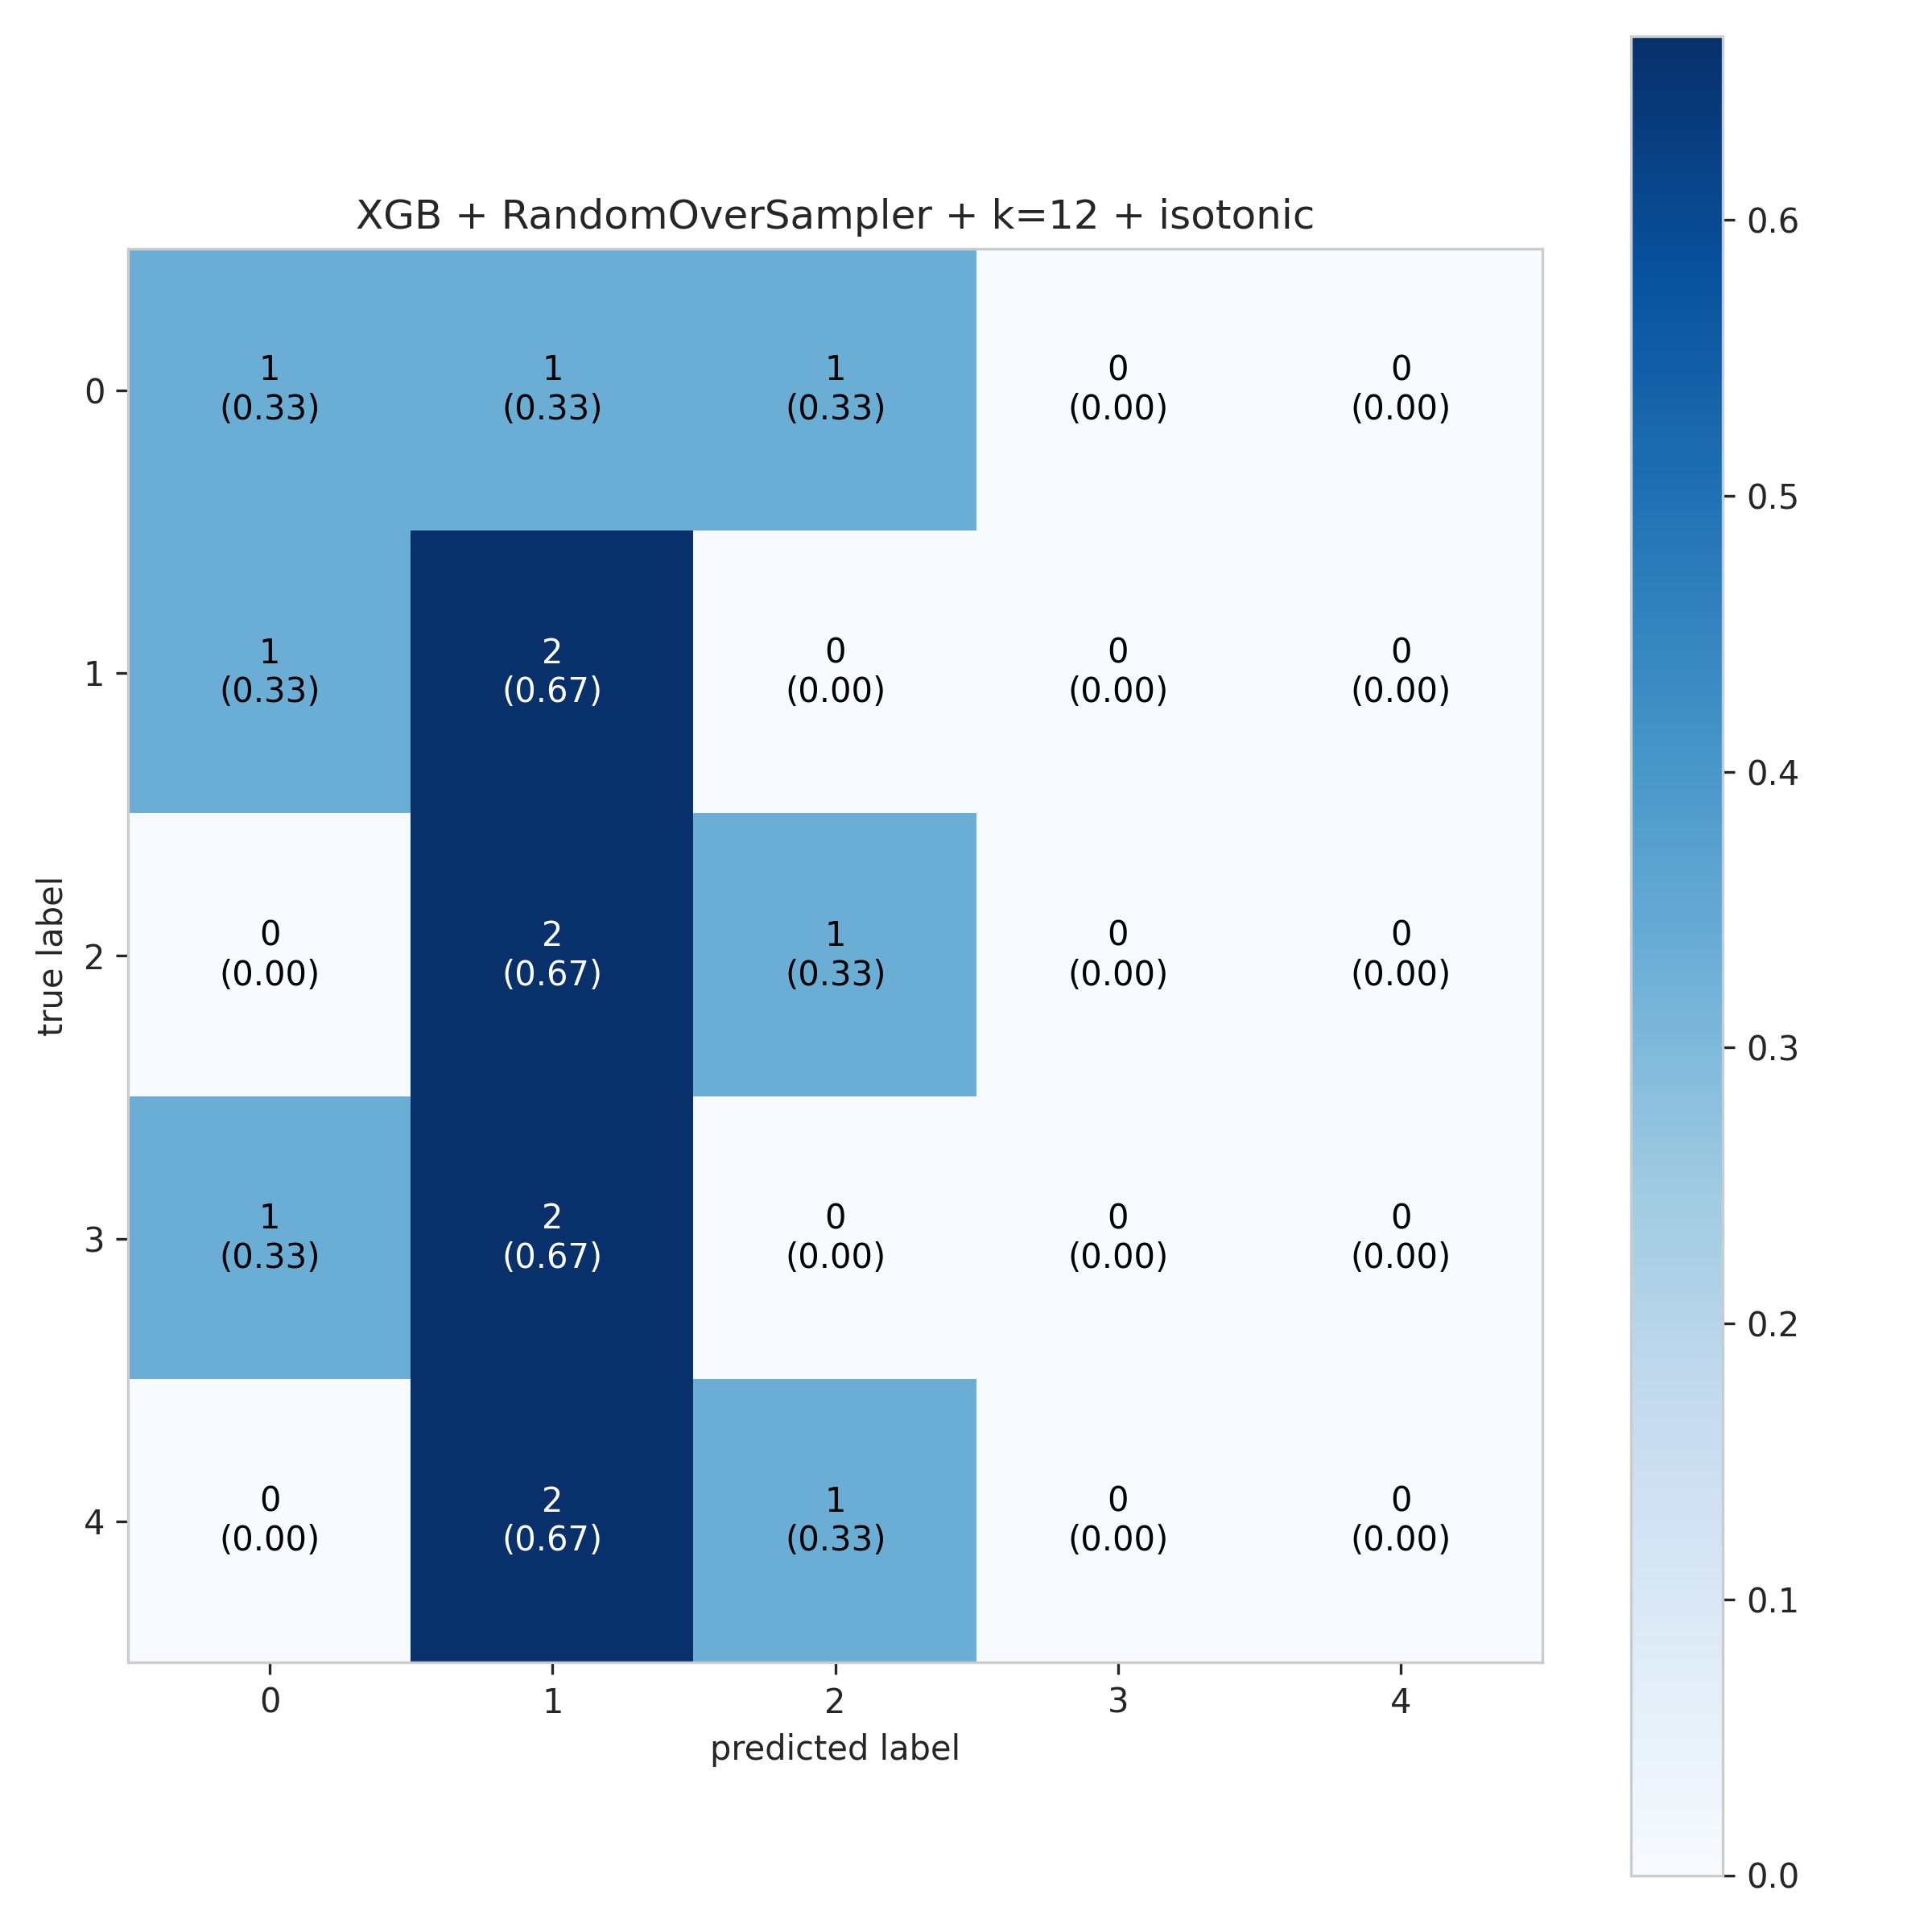 XGB + RandomOverSampler + k=12 + isotonic
0.6
0.5
0.4
0.3
0.2
0.1
0.0
true label
0
1 1 1 0 0
(0.33) (0.33) (0.33) (0.00) (0.00)
1
1 2 0 0 0
(0.33) (0.67) (0.00) (0.00) (0.00)
2
0 2 1 0 0
(0.00) (0.67) (0.33) (0.00) (0.00)
3
1 2 0 0 0
(0.33) (0.67) (0.00) (0.00) (0.00)
4
0 2 1 0 0
(0.00) (0.67) (0.33) (0.00) (0.00)
0 1 2 3 4
predicted label